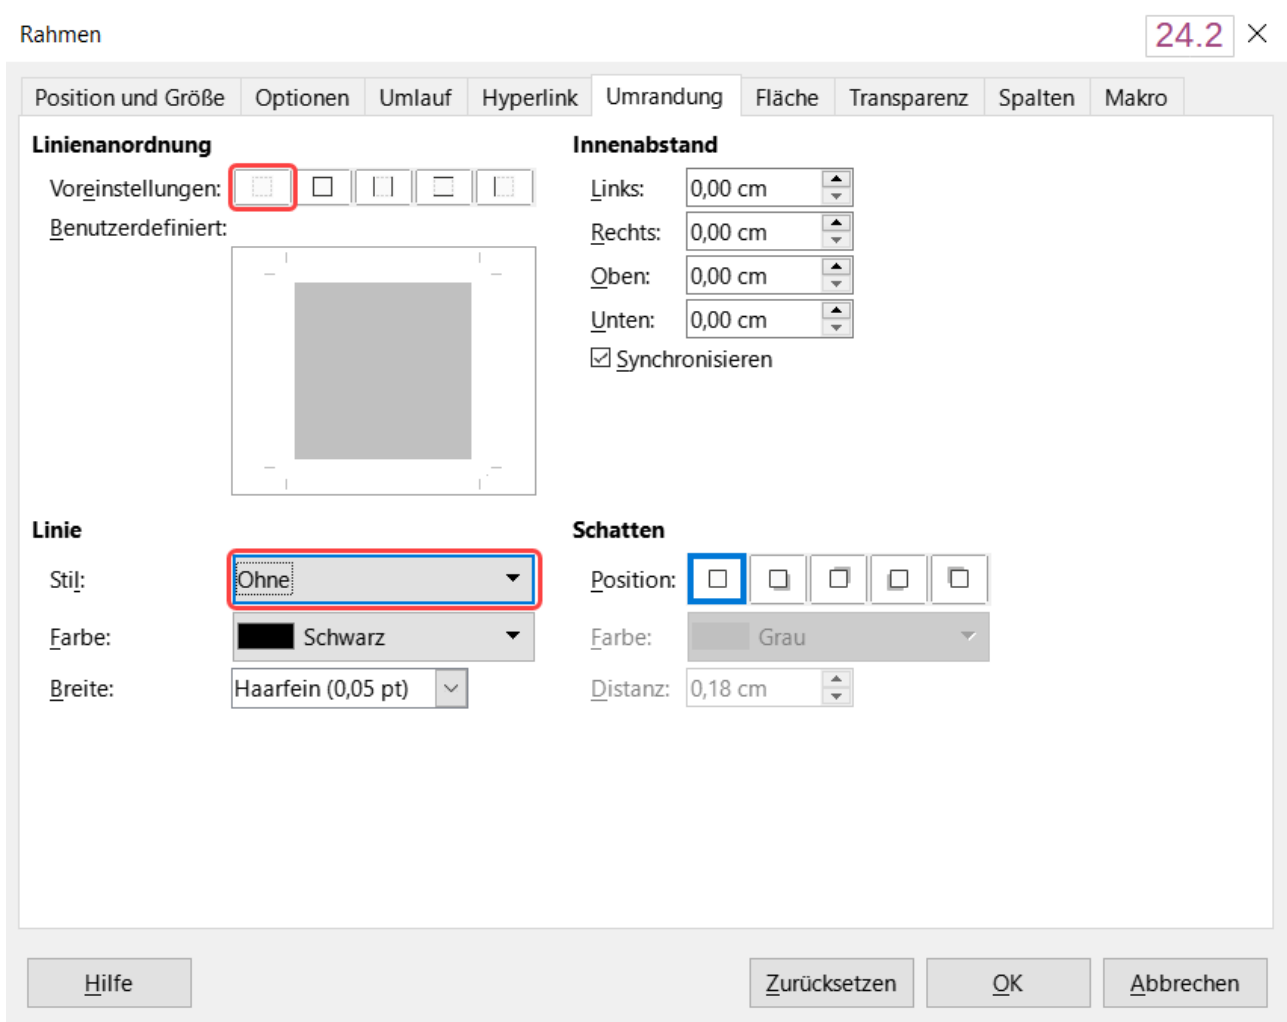 Rahmen
24.2
Position und Größe Optionen Umlauf Hyperlink Umrandung Fläche Transparenz Spalten Makro
Linienanordnung
Voreinstellungen:
Benutzerdefiniert:
Innenabstand
Links: 0,00 cm
Rechts: 0,00 cm
Oben: 0,00 cm
Unten: 0,00 cm
Synchronisieren
Linie
Stil: Ohne
Farbe: Schwarz
Breite: Haarfein (0,05 pt)
Schatten
Position:
Farbe: Grau
Distanz: 0,18 cm
Hilfe Zurücksetzen OK Abbrechen